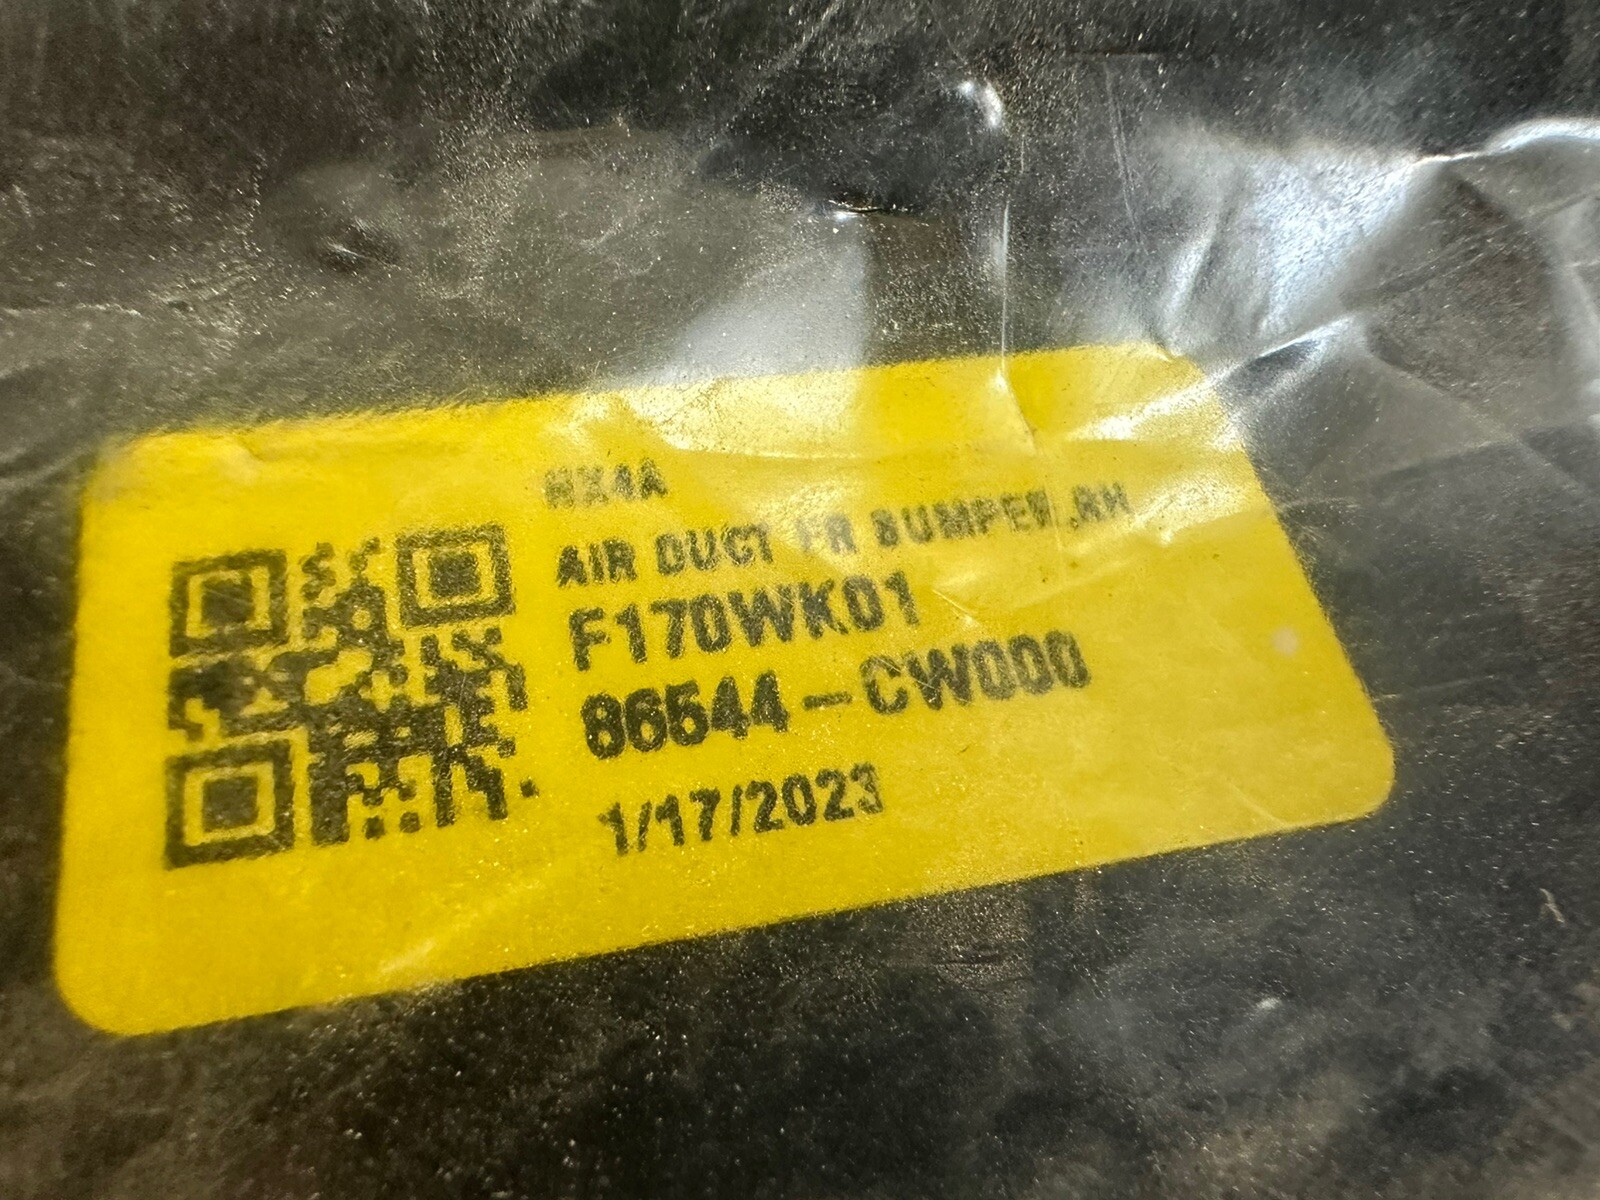 NX4A
AIR DUCT FR BUMPER,RH
F170WK01
86544-CW000
1/17/2023